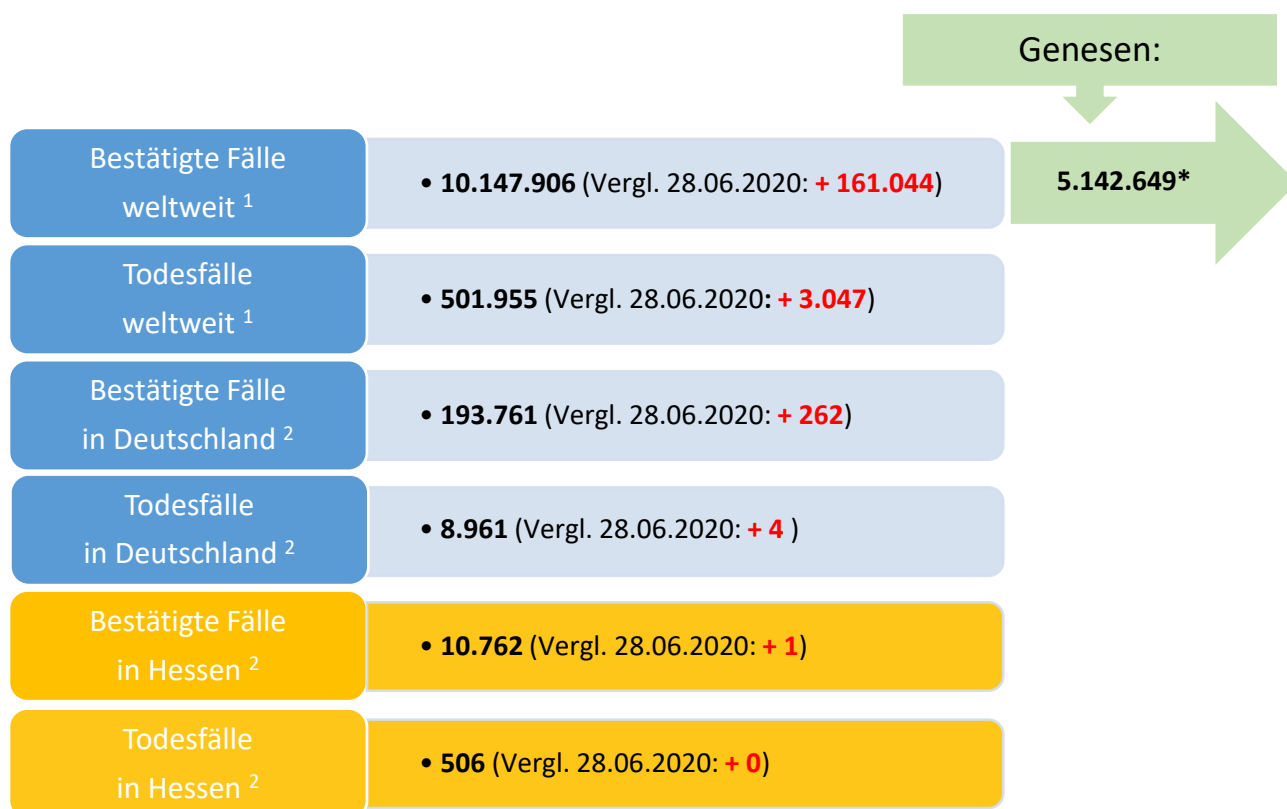 Genesen:
Bestätigte Fälle
weltweit ¹
• 10.147.906 (Vergl. 28.06.2020: + 161.044)
5.142.649*
Todesfälle
weltweit ¹
• 501.955 (Vergl. 28.06.2020: + 3.047)
Bestätigte Fälle
in Deutschland ²
• 193.761 (Vergl. 28.06.2020: + 262)
Todesfälle
in Deutschland ²
• 8.961 (Vergl. 28.06.2020: + 4 )
Bestätigte Fälle
in Hessen ²
• 10.762 (Vergl. 28.06.2020: + 1)
Todesfälle
in Hessen ²
• 506 (Vergl. 28.06.2020: + 0)